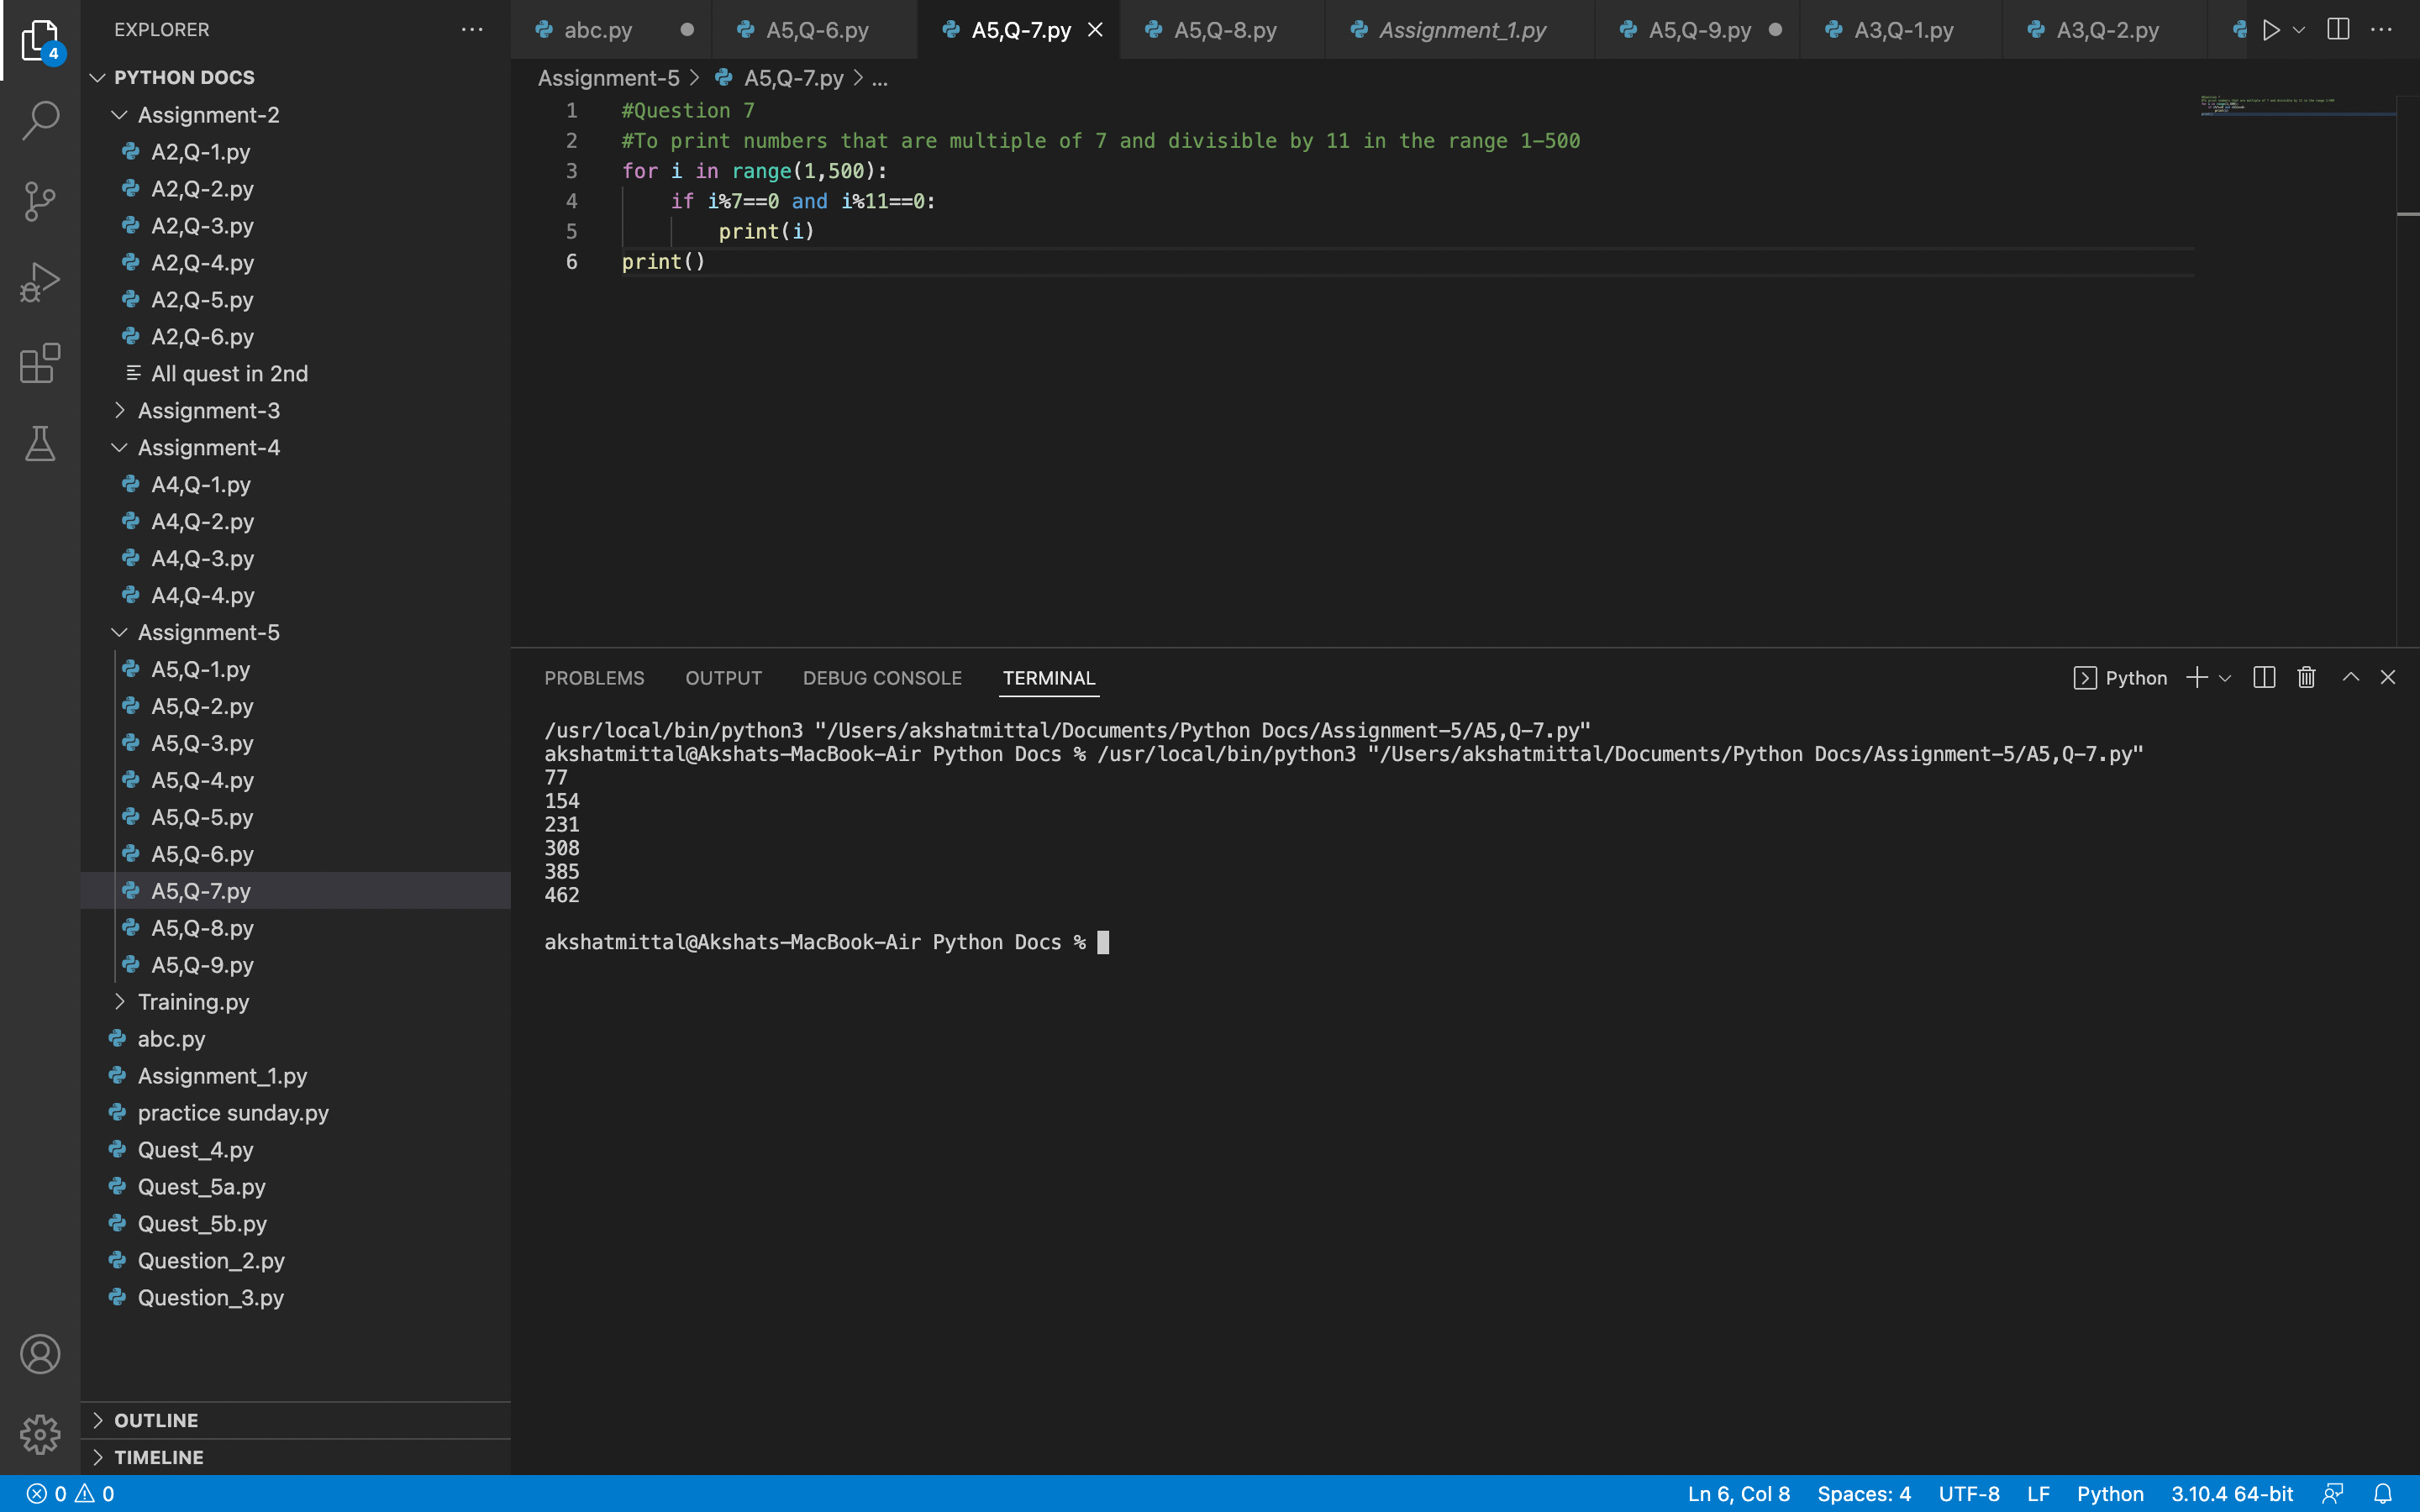 4
EXPLORER
PYTHON DOCS
Assignment-2
A2,Q-1.py
A2,Q-2.py
A2,Q-3.py
A2,Q-4.py
A2,Q-5.py
A2,Q-6.py
All quest in 2nd
Assignment-3
Assignment-4
A4,Q-1.py
A4,Q-2.py
A4,Q-3.py
A4,Q-4.py
Assignment-5
A5,Q-1.py
A5,Q-2.py
A5,Q-3.py
A5,Q-4.py
A5,Q-5.py
A5,Q-6.py
A5,Q-7.py
A5,Q-8.py
A5,Q-9.py
Training.py
abc.py
Assignment_1.py
practice sunday.py
Quest_4.py
Quest_5a.py
Quest_5b.py
Question_2.py
Question_3.py
OUTLINE
TIMELINE
abc.py A5,Q-6.py A5,Q-7.py A5,Q-8.py Assignment_1.py A5,Q-9.py A3,Q-1.py A3,Q-2.py
Assignment-5 > A5,Q-7.py > ...
1 #Question 7
2 #To print numbers that are multiple of 7 and divisible by 11 in the range 1-500
3 for i in range(1,500):
4 if i%7==0 and i%11==0:
5 print(i)
6 print()
PROBLEMS OUTPUT DEBUG CONSOLE TERMINAL Python
/usr/local/bin/python3 "/Users/akshatmittal/Documents/Python Docs/Assignment-5/A5,Q-7.py"
akshatmittal@Akshats-MacBook-Air Python Docs % /usr/local/bin/python3 "/Users/akshatmittal/Documents/Python Docs/Assignment-5/A5,Q-7.py"
77
154
231
308
385
462
akshatmittal@Akshats-MacBook-Air Python Docs %
0 0 Ln 6, Col 8 Spaces: 4 UTF-8 LF Python 3.10.4 64-bit